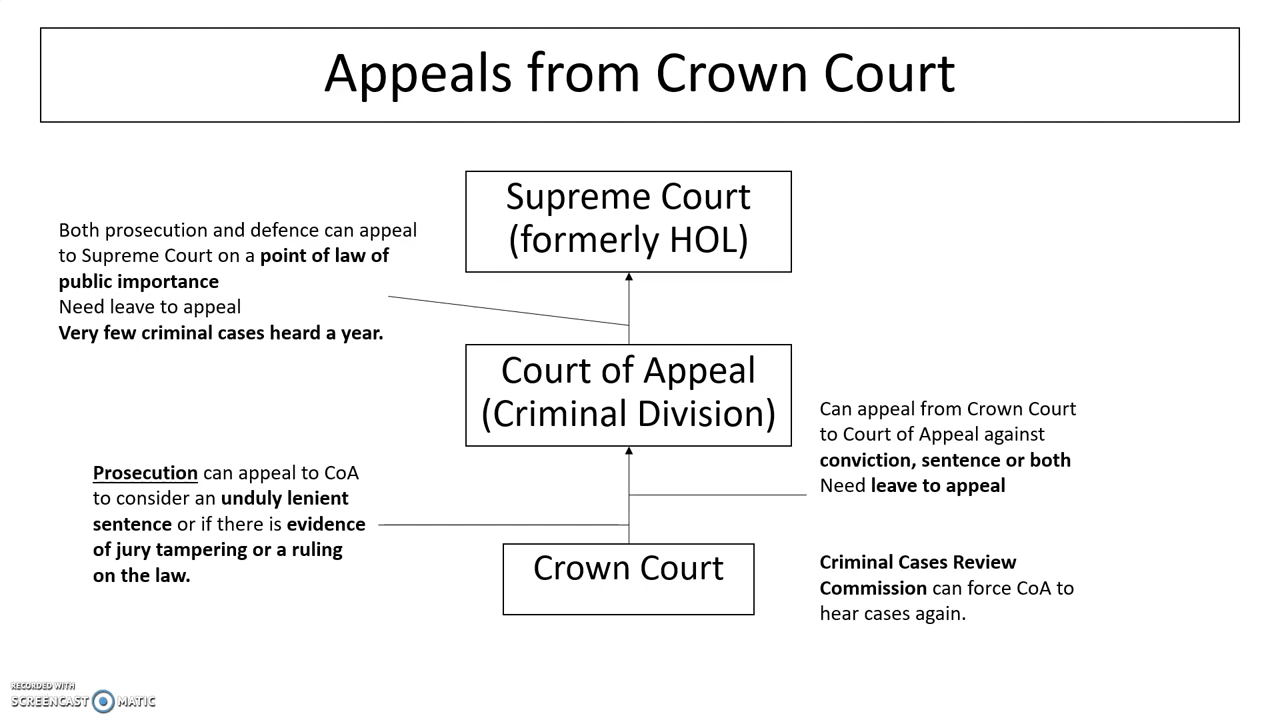 Appeals from Crown Court
Supreme Court
(formerly HOL)
Both prosecution and defence can appeal
to Supreme Court on a point of law of
public importance
Need leave to appeal
Very few criminal cases heard a year.
Court of Appeal
(Criminal Division)
Can appeal from Crown Court
to Court of Appeal against
conviction, sentence or both
Need leave to appeal
Prosecution can appeal to CoA
to consider an unduly lenient
sentence or if there is evidence
of jury tampering or a ruling
on the law.
Crown Court
Criminal Cases Review
Commission can force CoA to
hear cases again.
RECORDED WITH
SCREENCAST MATIC